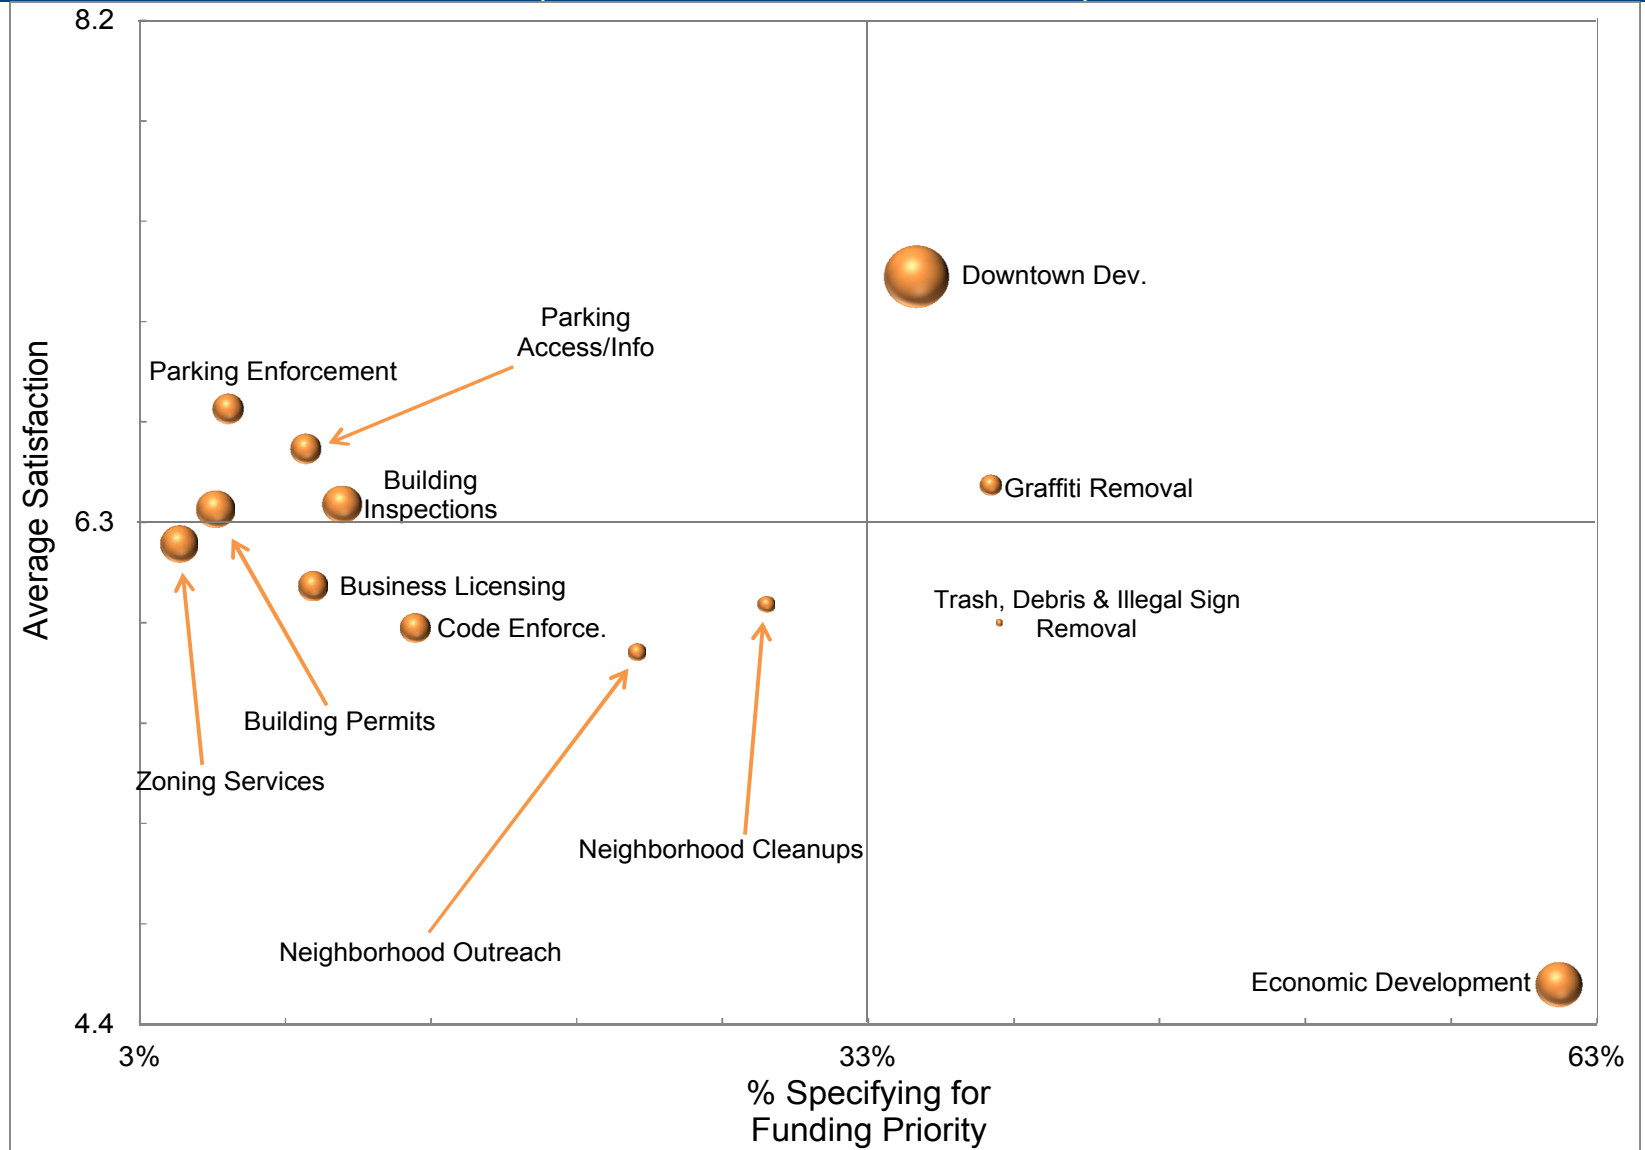 8.2
Downtown Dev.
Parking
Access/Info
Parking Enforcement
Building
Inspections
Graffiti Removal
Average Satisfaction
6.3
Business Licensing
Trash, Debris & Illegal Sign
Removal
Code Enforce.
Building Permits
Zoning Services
Neighborhood Cleanups
Neighborhood Outreach
Economic Development
4.4
3%
33%
63%
% Specifying for
Funding Priority